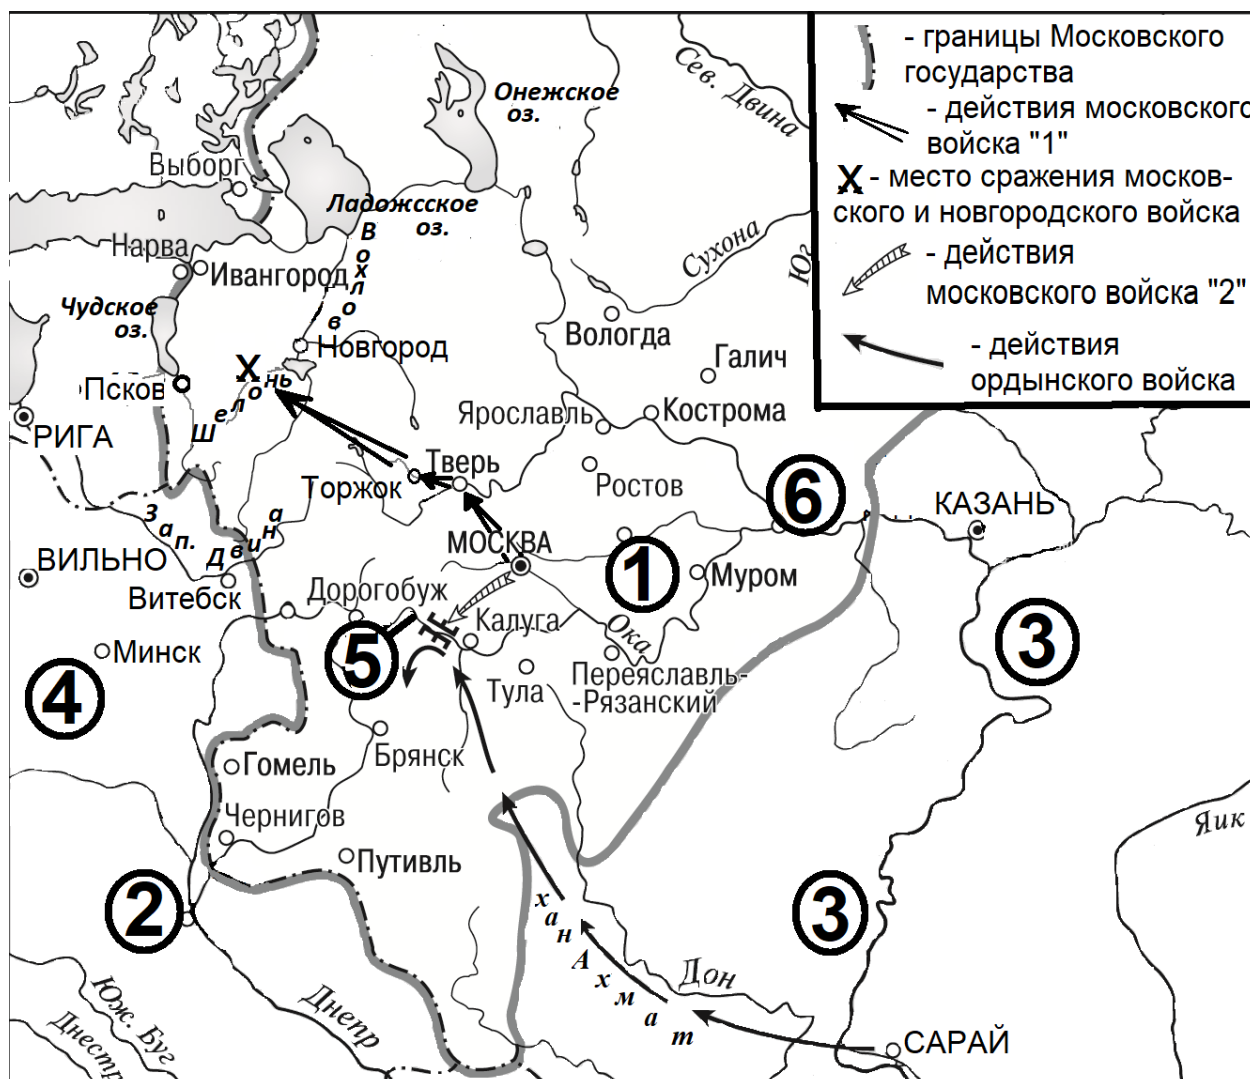 - границы Московского
государства
- действия московского
войска "1"
X - место сражения москов-
ского и новгородского войска
- действия
московского войска "2"
- действия
ордынского войска
Онежское
оз.
Сев. Двина
Выборг
Ладожсское
оз.
Волхов
Сухона
Юг
Нарва
Ивангород
Чудское
оз.
Вологда
Новгород
Галич
X
Псков
Шелонь
Ярославль
Кострома
РИГА
Тверь
Торжок
Ростов
6
КАЗАНЬ
Зап. Двина
МОСКВА
ВИЛЬНО
1
Муром
Витебск
Дорогобуж
Калуга
Ока
3
Минск
5
Тула
Переяславль-
-Рязанский
4
Брянск
Гомель
Чернигов
Яик
Путивль
2
3
хан Ахмат
Дон
Юж. Буг
Днестр
Днепр
САРАЙ